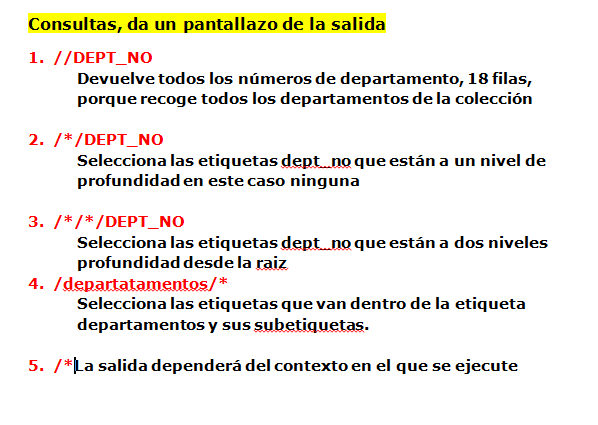 Consultas, da un pantallazo de la salida
1. //DEPT_NO
Devuelve todos los números de departamento, 18 filas,
porque recoge todos los departamentos de la colección
2. /*/DEPT_NO
Selecciona las etiquetas dept_no que están a un nivel de
profundidad en este caso ninguna
3. /*/*/DEPT_NO
Selecciona las etiquetas dept_no que están a dos niveles
profundidad desde la raiz
4. /departatamentos/*
Selecciona las etiquetas que van dentro de la etiqueta
departamentos y sus subetiquetas.
5. /*La salida dependerá del contexto en el que se ejecute